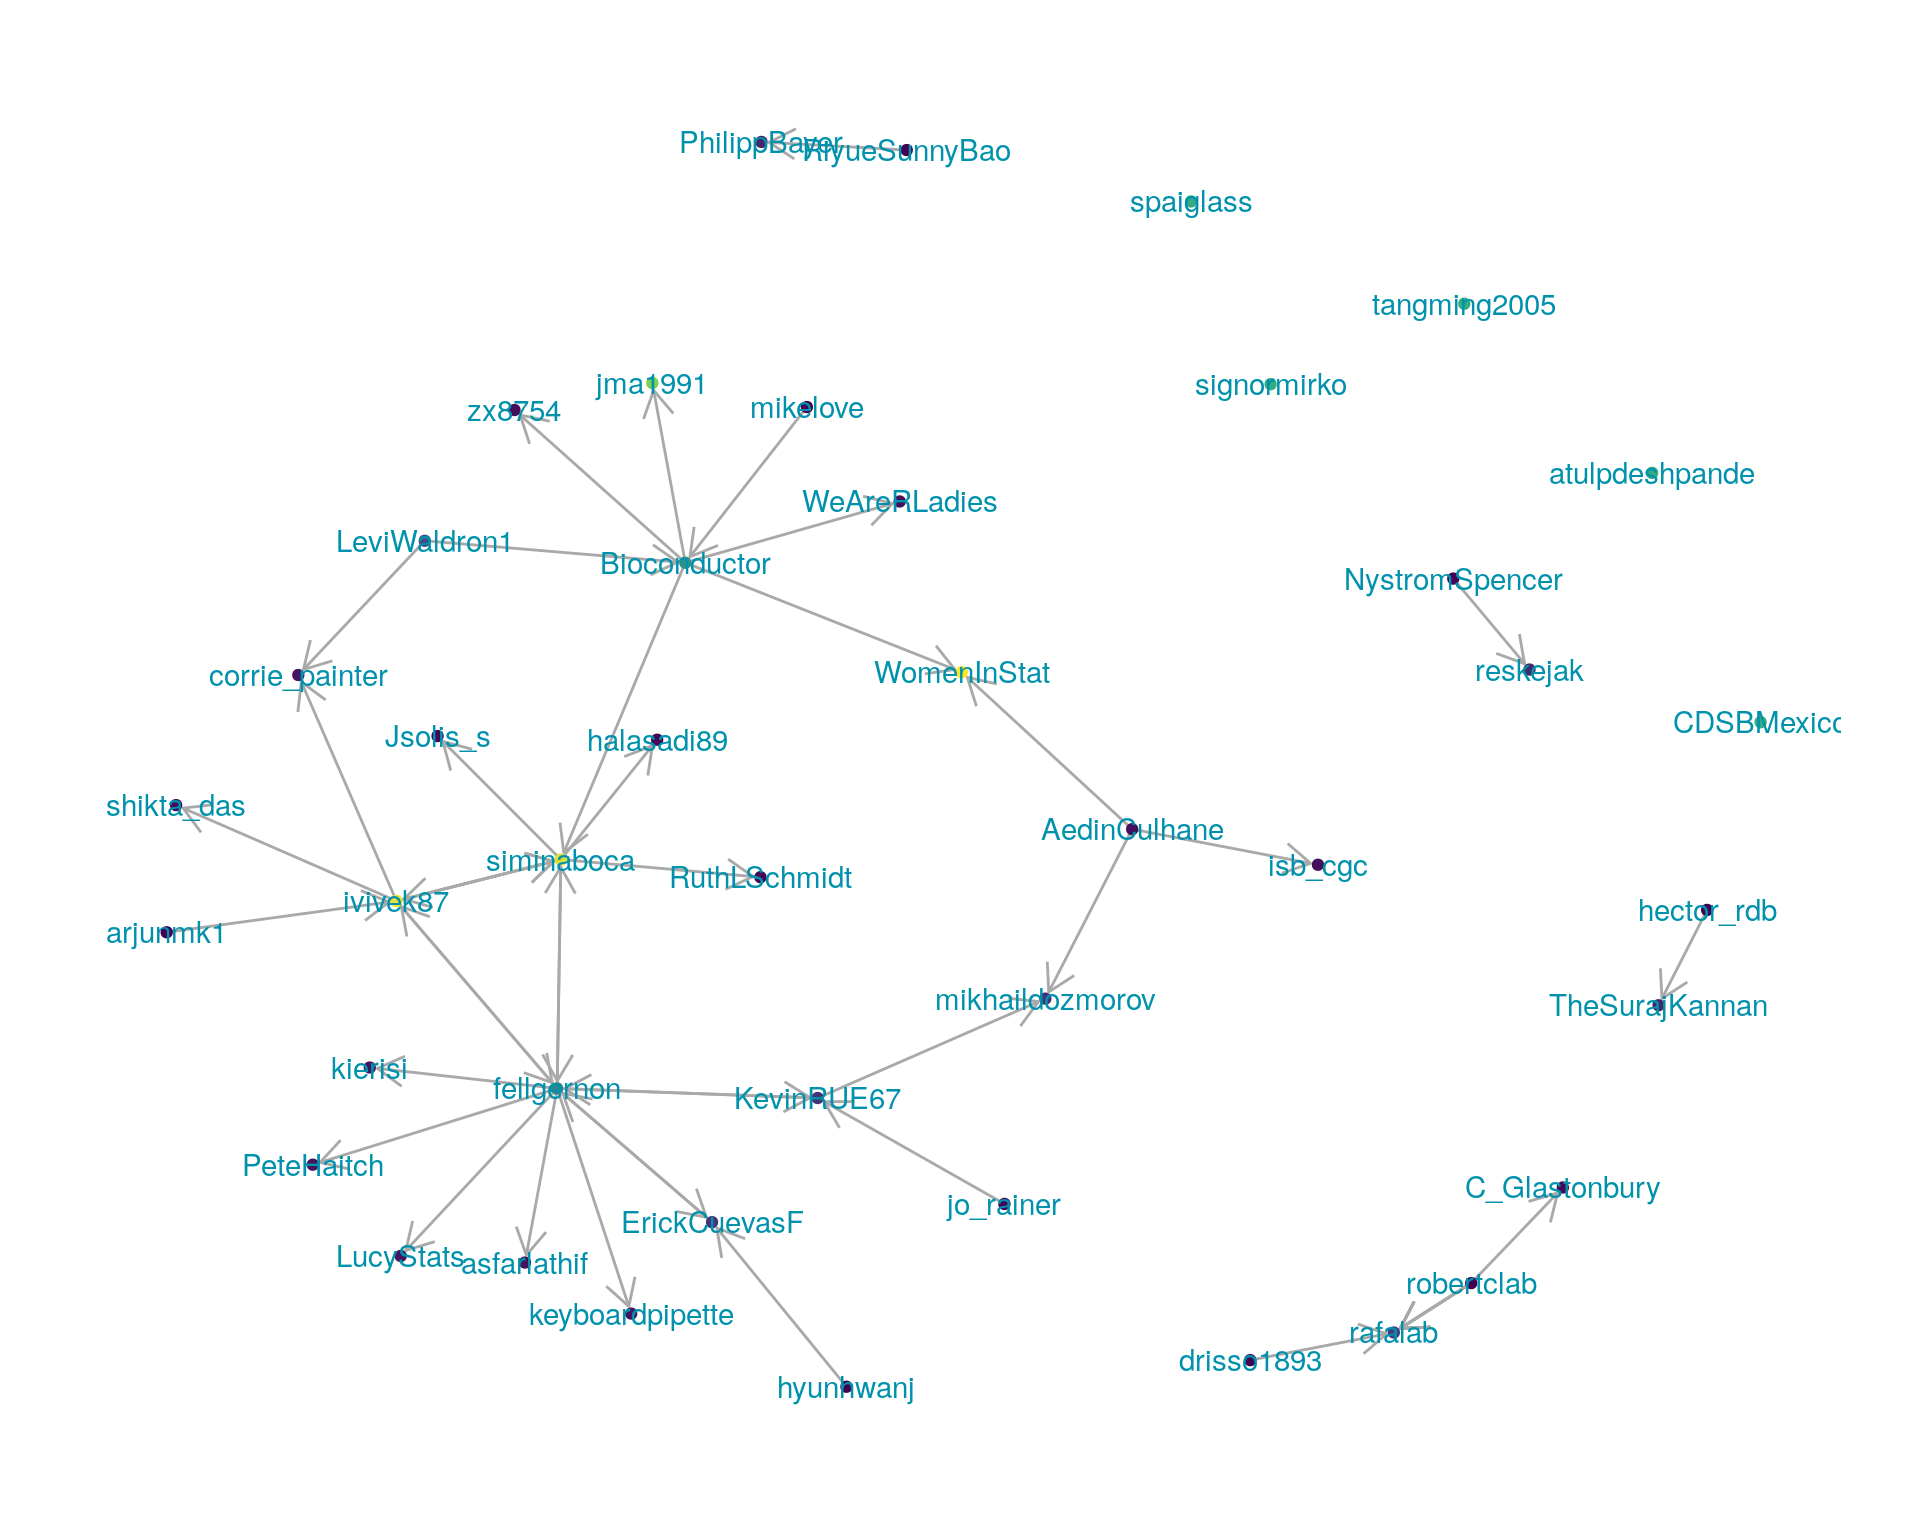 PhilippBayer
RiyueSunnyBao
spaiglass
tangming2005
jma1991
signormirko
zx8754
mikelove
atulpdeshpande
WeAreRLadies
LeviWaldron1
Bioconductor
NystromSpencer
reskejak
WomenInStat
corrie_painter
CDSBMexico
Jsolis_s
halasadi89
shikta_das
AedinCulhane
siminaboca
isb_cgc
RuthLSchmidt
ivivek87
hector_rdb
arjunmk1
mikhaildozmorov
TheSurajKannan
kierisi
fellgernon
KevinRUE67
PeteHaitch
C_Glastonbury
jo_rainer
ErickCuevasF
LucyStats
asfarlathif
robertclab
keyboardpipette
rafalab
drisso1893
hyunhwanj